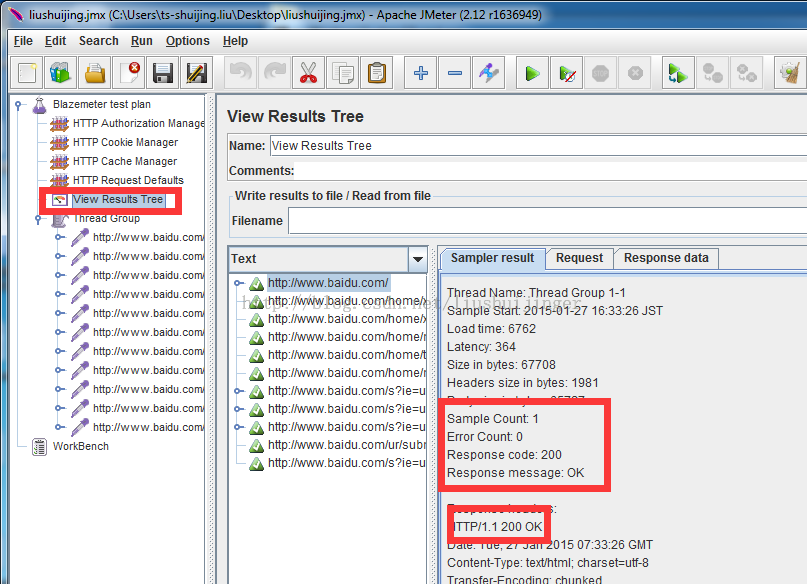 liushuijing.jmx (C:\Users\ts-shuijing.liu\Desktop\liushuijing.jmx) - Apache JMeter (2.12 r1636949)
File Edit Search Run Options Help
Blazemeter test plan
HTTP Authorization Manage
HTTP Cookie Manager
HTTP Cache Manager
HTTP Request Defaults
View Results Tree
Thread Group
http://www.baidu.com/
http://www.baidu.com/
http://www.baidu.com/
http://www.baidu.com/
http://www.baidu.com/
http://www.baidu.com/
http://www.baidu.com/
http://www.baidu.com/
http://www.baidu.com/
http://www.baidu.com/
http://www.baidu.com/
WorkBench
View Results Tree
Name: View Results Tree
Comments:
Write results to file / Read from file
Filename
Text
http://www.baidu.com/
http://www.baidu.com/home/
http://www.baidu.com/home/x
http://www.baidu.com/home/
http://www.baidu.com/home/t
http://www.baidu.com/home/
http://www.baidu.com/s?ie=u
http://www.baidu.com/s?ie=u
http://www.baidu.com/s?ie=u
http://www.baidu.com/ur/subr
http://www.baidu.com/s?ie=u
Sampler result Request Response data
Thread Name: Thread Group 1-1
Sample Start: 2015-01-27 16:33:26 JST
Load time: 6762
Latency: 364
Size in bytes: 67708
Headers size in bytes: 1981
Sample Count: 1
Error Count: 0
Response code: 200
Response message: OK
Response headers:
HTTP/1.1 200 OK
Date: Tue, 27 Jan 2015 07:33:26 GMT
Content-Type: text/html; charset=utf-8
Transfer-Encoding: chunked
http://blog.csdn.net/liushuijinger